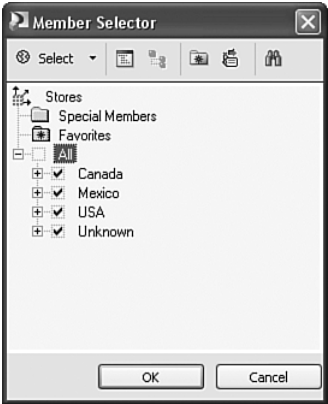 Member Selector
Select
Stores
Special Members
Favorites
All
Canada
Mexico
USA
Unknown
OK Cancel